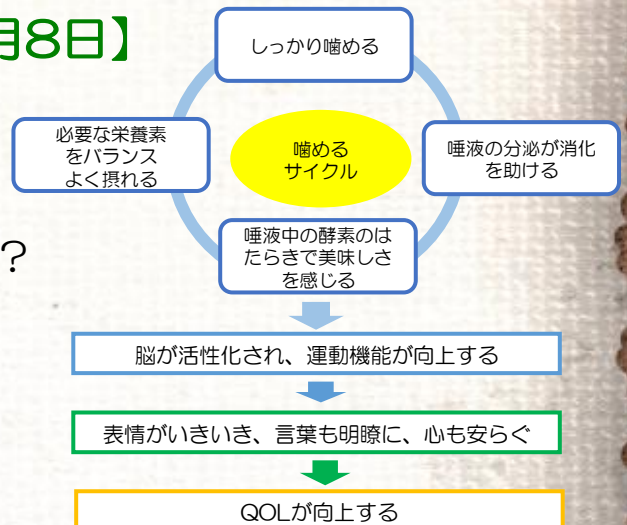 月8日】
しっかり噛める
必要な栄養素
をバランス
よく摂れる
噛める
サイクル
唾液の分泌が消化
を助ける
？
唾液中の酵素のは
たらきで美味しさ
を感じる
脳が活性化され、運動機能が向上する
表情がいきいき、言葉も明瞭に、心も安らぐ
QOLが向上する